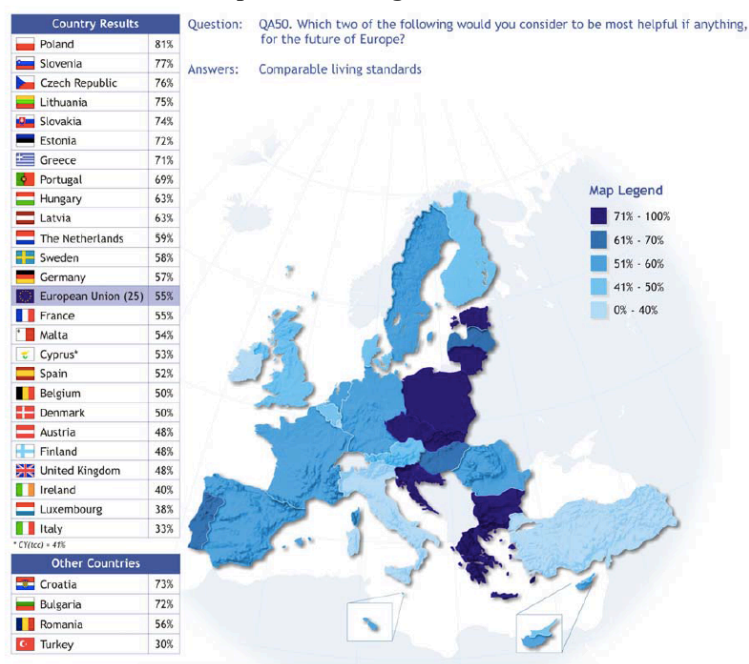 Country Results
Poland 81%
Slovenia 77%
Czech Republic 76%
Lithuania 75%
Slovakia 74%
Estonia 72%
Greece 71%
Portugal 69%
Hungary 63%
Latvia 63%
The Netherlands 59%
Sweden 58%
Germany 57%
European Union (25) 55%
France 55%
Malta 54%
Cyprus* 53%
Spain 52%
Belgium 50%
Denmark 50%
Austria 48%
Finland 48%
United Kingdom 48%
Ireland 40%
Luxembourg 38%
Italy 33%
* CY(tcc) = 41%
Other Countries
Croatia 73%
Bulgaria 72%
Romania 56%
Turkey 30%
Question: QA50. Which two of the following would you consider to be most helpful if anything,
for the future of Europe?
Answers: Comparable living standards
Map Legend
71% - 100%
61% - 70%
51% - 60%
41% - 50%
0% - 40%